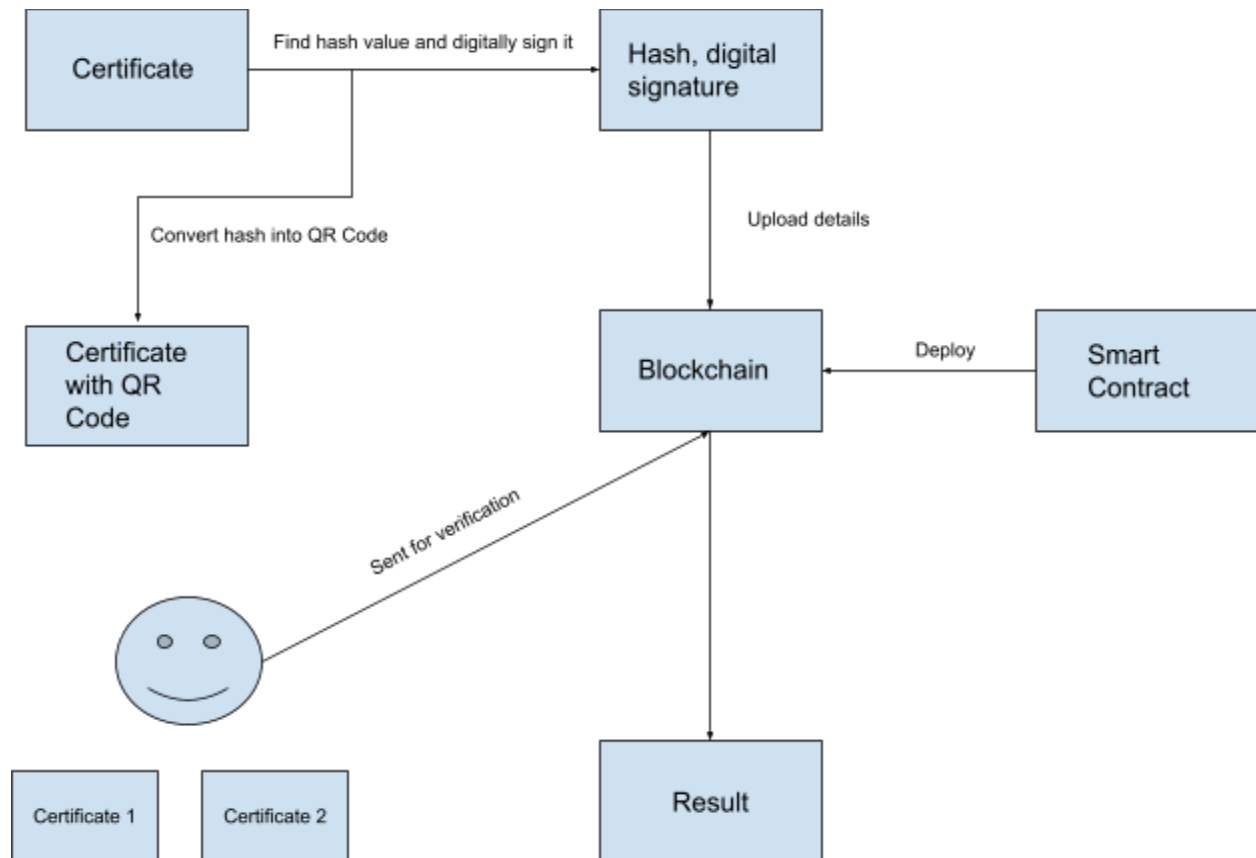 Find hash value and digitally sign it
Certificate
Hash, digital
signature
Convert hash into QR Code
Upload details
Certificate
with QR
Code
Blockchain
Deploy
Smart
Contract
Sent for verification
Certificate 1
Certificate 2
Result